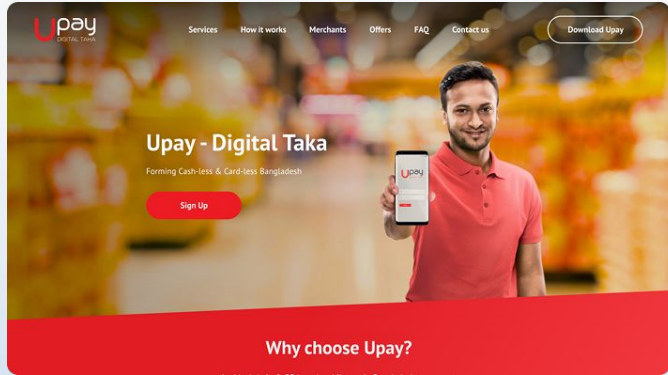 Upay
DIGITAL TAKA
Services
How it works
Merchants
Offers
FAQ
Contact us
Download Upay
Upay - Digital Taka
Forming Cash-less & Card-less Bangladesh
Sign Up
Upay
Why choose Upay?